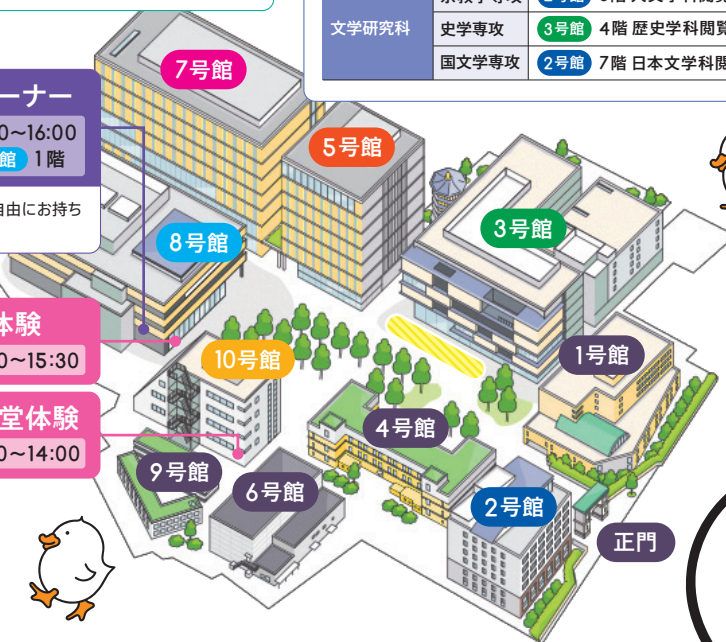 文学研究科
史学専攻 3号館 4階 歴史学科閲覧
国文学専攻 2号館 7階 日本文学科閲
ーナー
0~16:00
館 1階
自由にお持ち
体験
0~15:30
堂体験
0~14:00
7号館
5号館
3号館
8号館
10号館
1号館
4号館
9号館
6号館
2号館
正門